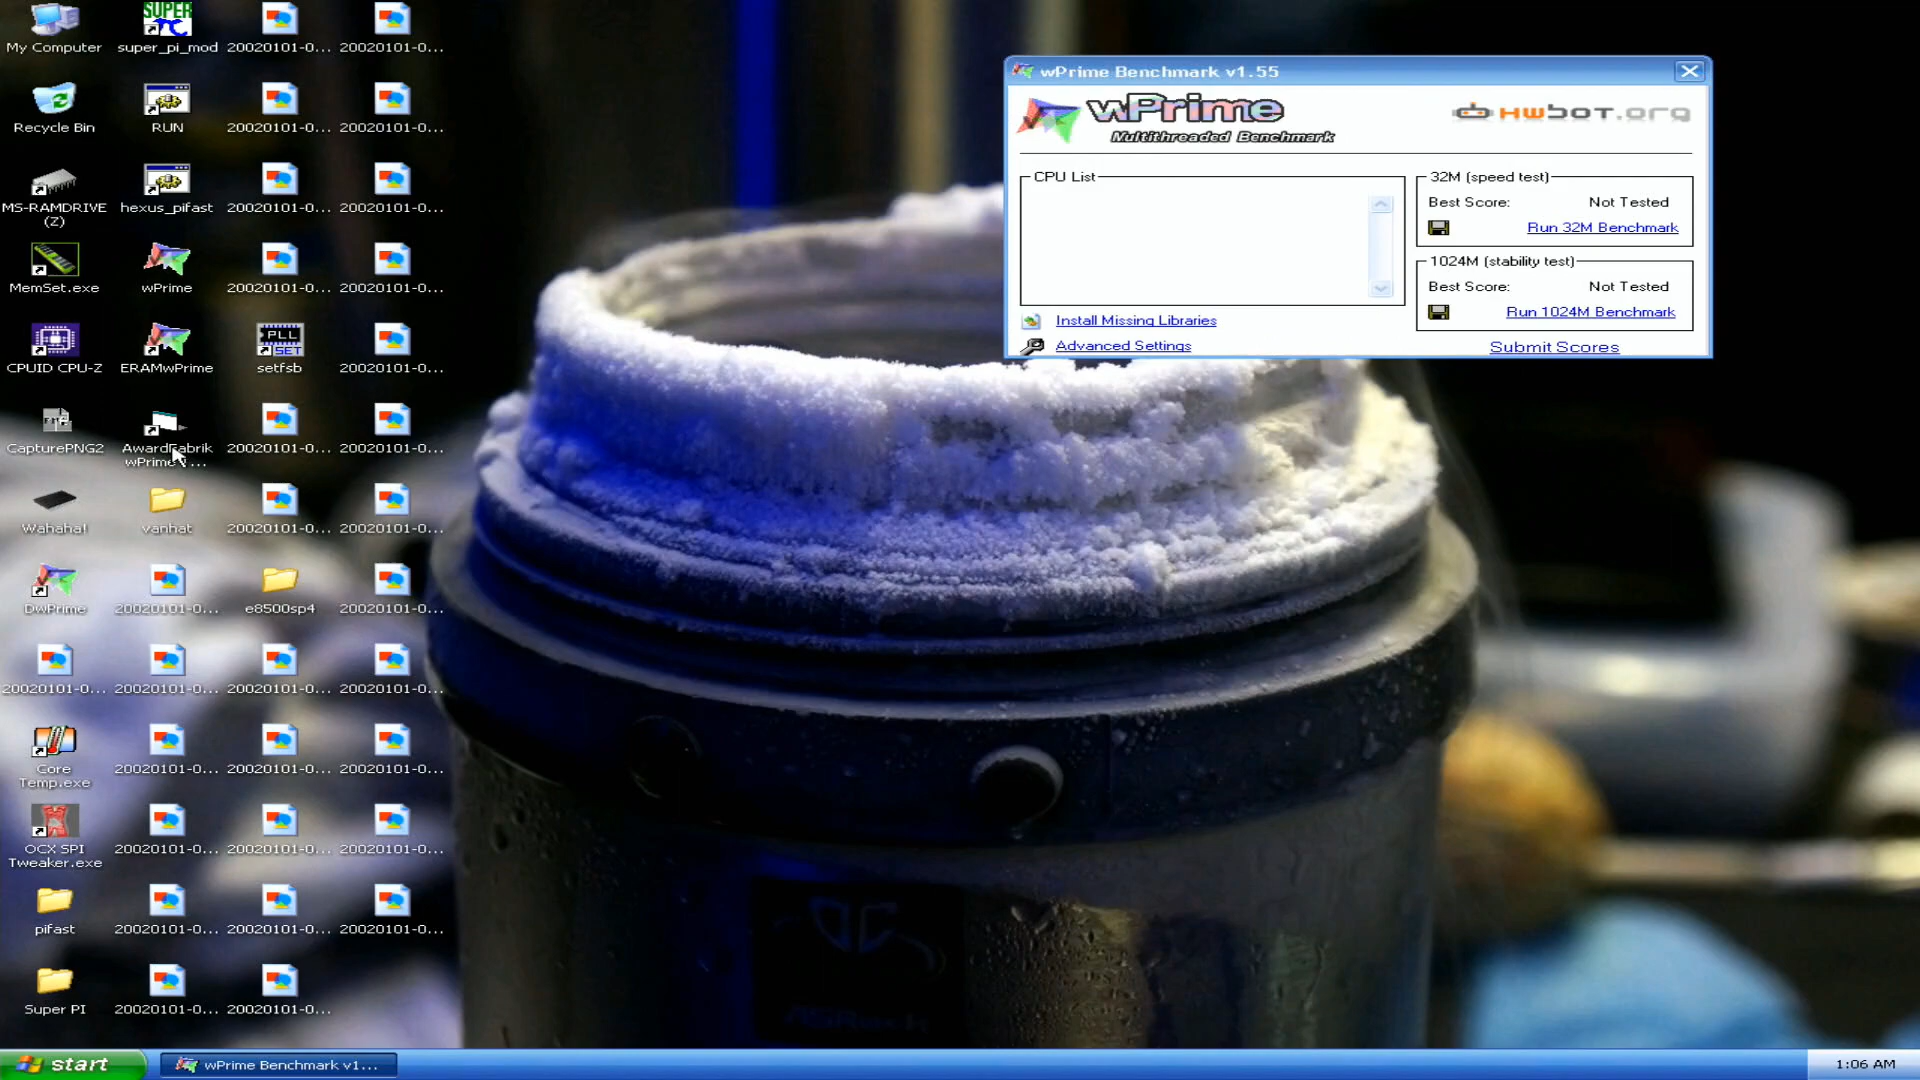 My Computer
super_pi_mod
20020101-0...
20020101-0...
Recycle Bin
RUN
20020101-0...
20020101-0...
MS-RAMDRIVE
(Z)
hexus_pifast
20020101-0...
20020101-0...
MemSet.exe
wPrime
20020101-0...
20020101-0...
CPUID CPU-Z
ERAMwPrime
PLL
SET
setfsb
20020101-0...
CapturePNG2
AwardFabrik
wPrime
20020101-0...
20020101-0...
Wahaha!
vanhat
20020101-0...
20020101-0...
DwPrime
20020101-0...
e8500sp4
20020101-0...
20020101-0...
20020101-0...
20020101-0...
20020101-0...
Core
Temp.exe
20020101-0...
20020101-0...
20020101-0...
OCX SPI
Tweaker.exe
20020101-0...
20020101-0...
20020101-0...
pifast
20020101-0...
20020101-0...
20020101-0...
Super PI
20020101-0...
20020101-0...
SUPER
wPrime Benchmark v1.55
wPrime
Multithreaded Benchmark
HWBOT.org
CPU List
32M (speed test)
Best Score: Not Tested
Run 32M Benchmark
1024M (stability test)
Best Score: Not Tested
Run 1024M Benchmark
Install Missing Libraries
Advanced Settings
Submit Scores
start
wPrime Benchmark v1...
1:06 AM